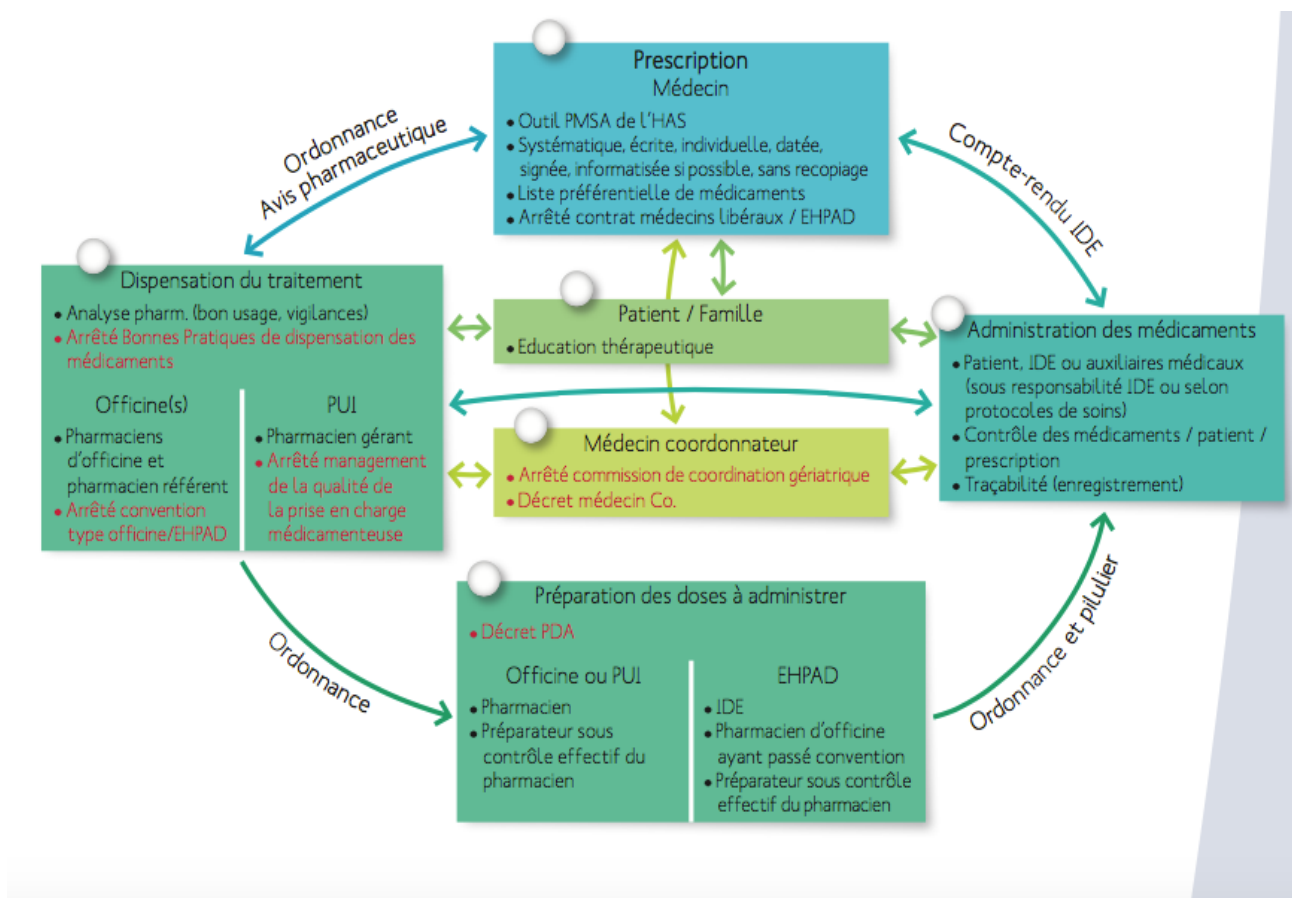 Prescription
Médecin
• Outil PMSA de l'HAS
• Systématique, écrite, individuelle, datée,
signée, informatisée si possible, sans recopiage
• Liste préférentielle de médicaments
• Arrêté contrat médecins libéraux / EHPAD
Ordonnance
Avis pharmaceutique
Compte-rendu IDE
Dispensation du traitement
• Analyse pharm. (bon usage, vigilances)
• Arrêté Bonnes Pratiques de dispensation des
médicaments
Officine(s)
• Pharmaciens
d'officine et
pharmacien référent
• Arrêté convention
type officine/EHPAD
PUI
• Pharmacien gérant
• Arrêté management
de la qualité de
la prise en charge
médicamenteuse
Patient / Famille
• Education thérapeutique
Médecin coordonnateur
• Arrêté commission de coordination gériatrique
• Décret médecin Co.
Administration des médicaments
• Patient, IDE ou auxiliaires médicaux
(sous responsabilité IDE ou selon
protocoles de soins)
• Contrôle des médicaments / patient /
prescription
• Traçabilité (enregistrement)
Ordonnance
Préparation des doses à administrer
• Décret PDA
Officine ou PUI
• Pharmacien
• Préparateur sous
contrôle effectif du
pharmacien
EHPAD
• IDE
• Pharmacien d'officine
ayant passé convention
• Préparateur sous contrôle
effectif du pharmacien
Ordonnance et pilulier